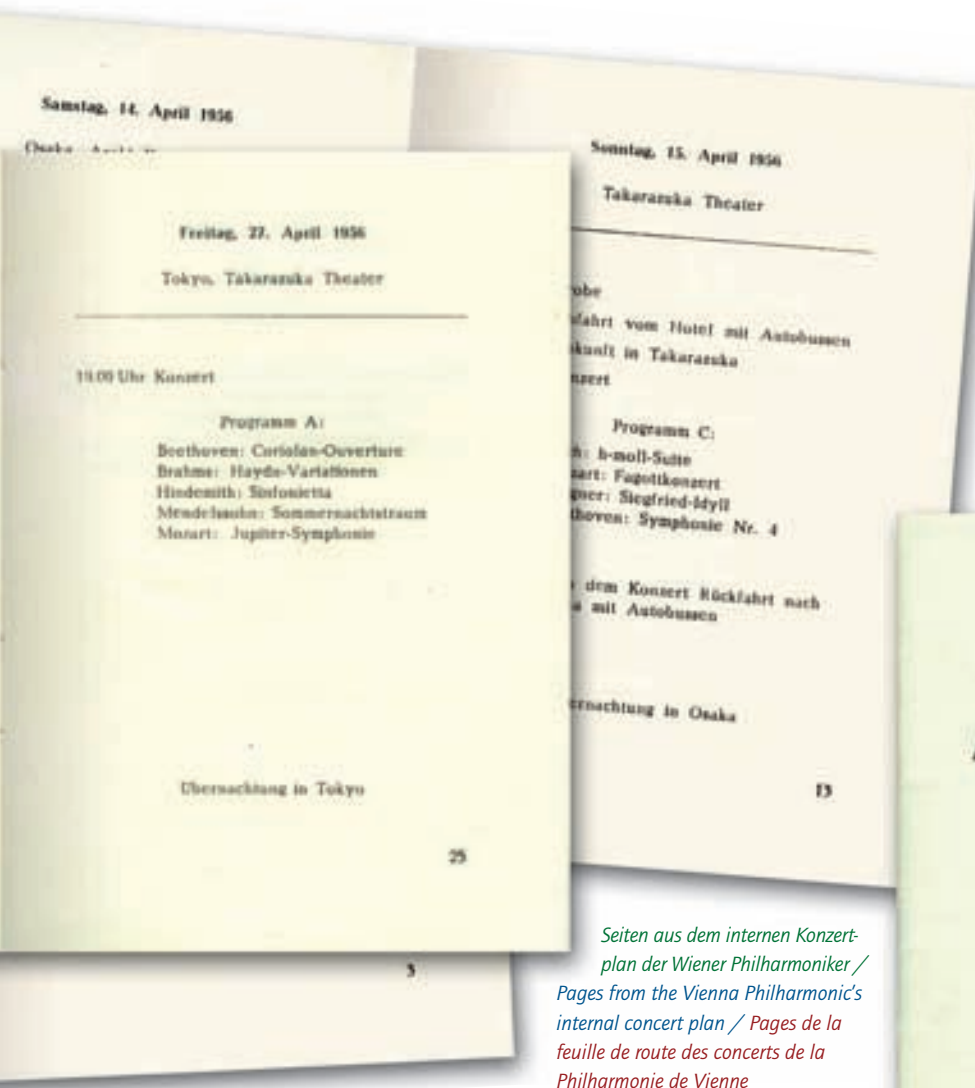 Samstag, 14. April 1956
Freitag, 27. April 1956
Tokyo, Takarazuka Theater
19.00 Uhr Konzert
Programm A:
Beethoven: Coriolan-Ouverture
Brahms: Haydn-Variationen
Hindemith: Sinfonietta
Mendelssohn: Sommernachtstraum
Mozart: Jupiter-Symphonie
Übernachtung in Tokyo
25
3
Sonntag, 15. April 1956
Takarazuka Theater
vom Hotel mit Autobussen
in Takarazuka
Programm C:
h-moll-Suite
Fagottkonzert
Siegfried-Idyll
Symphonie Nr. 4
dem Konzert Rückfahrt nach
mit Autobussen
in Osaka
13
Seiten aus dem internen Konzert-
plan der Wiener Philharmoniker /
Pages from the Vienna Philharmonic's
internal concert plan / Pages de la
feuille de route des concerts de la
Philharmonie de Vienne